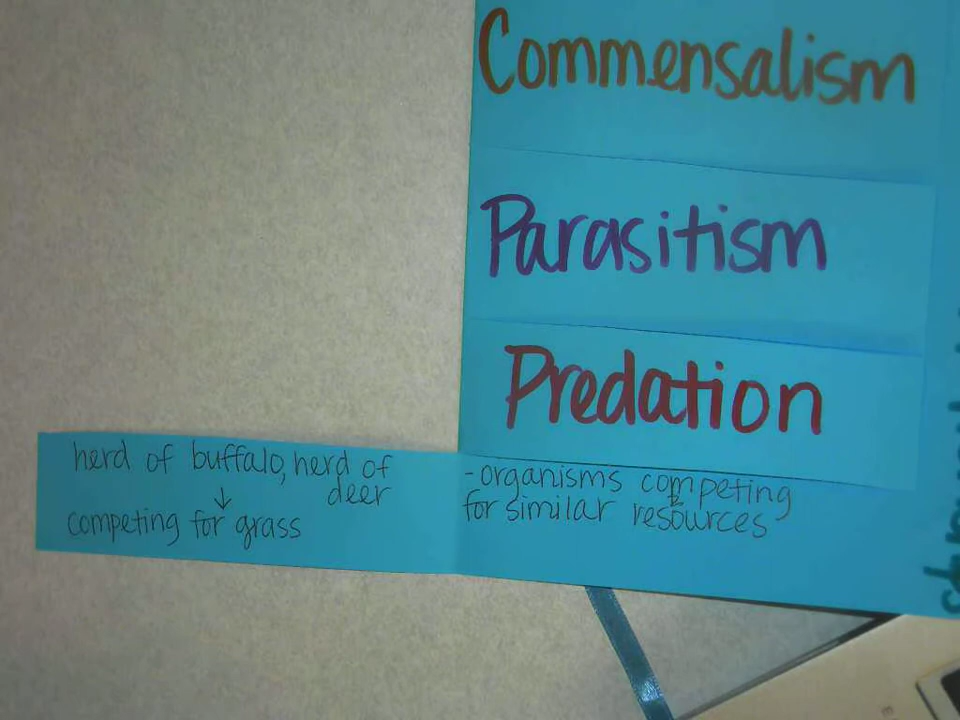 Commensalism
Parasitism
Predation
herd of buffalo, herd of
deer
↓
competing for grass
-organisms competing
for similar resources